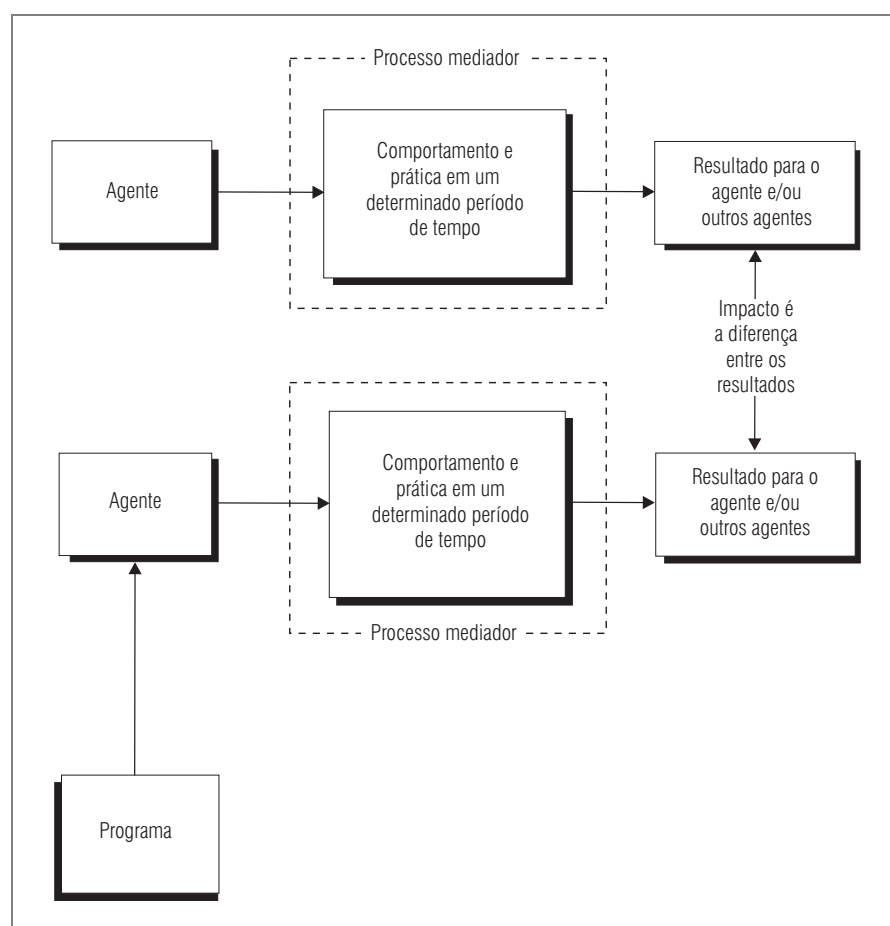 Processo mediador
Agente
Comportamento e
prática em um
determinado período
de tempo
Resultado para o
agente e/ou
outros agentes
Impacto é
a diferença
entre os
resultados
Agente
Comportamento e
prática em um
determinado período
de tempo
Resultado para o
agente e/ou
outros agentes
Processo mediador
Programa